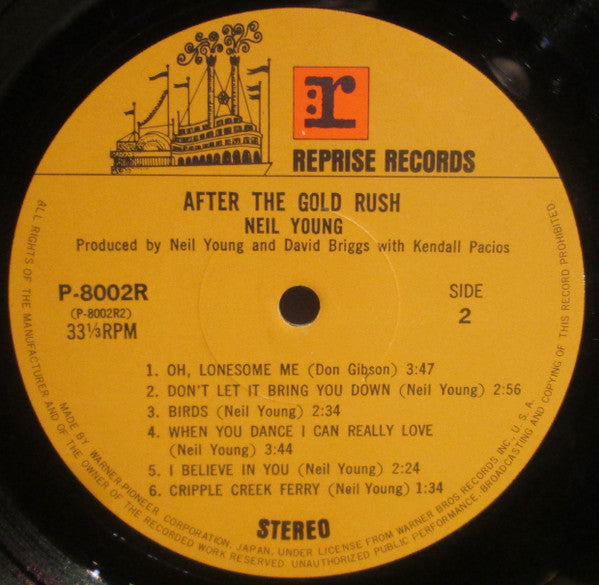 r
REPRISE RECORDS
AFTER THE GOLD RUSH
NEIL YOUNG
Produced by Neil Young and David Briggs with Kendall Pacios
P-8002R
(P-8002R2)
33⅓RPM
SIDE
2
1. OH, LONESOME ME (Don Gibson) 3:47
2. DON'T LET IT BRING YOU DOWN (Neil Young) 2:56
3. BIRDS (Neil Young) 2:34
4. WHEN YOU DANCE I CAN REALLY LOVE
(Neil Young) 3:44
5. I BELIEVE IN YOU (Neil Young) 2:24
6. CRIPPLE CREEK FERRY (Neil Young) 1:34
STEREO
MADE BY WARNER-PIONEER CORPORATION, JAPAN, UNDER LICENSE FROM WARNER BROS RECORDS INC., U. S. A.
ALL RIGHTS OF THE MANUFACTURER AND OF THE OWNER OF THE RECORDED WORK RESERVED. UNAUTHORIZED PUBLIC PERFORMANCE, BROADCASTING AND COPYING OF THIS RECORD PROHIBITED.